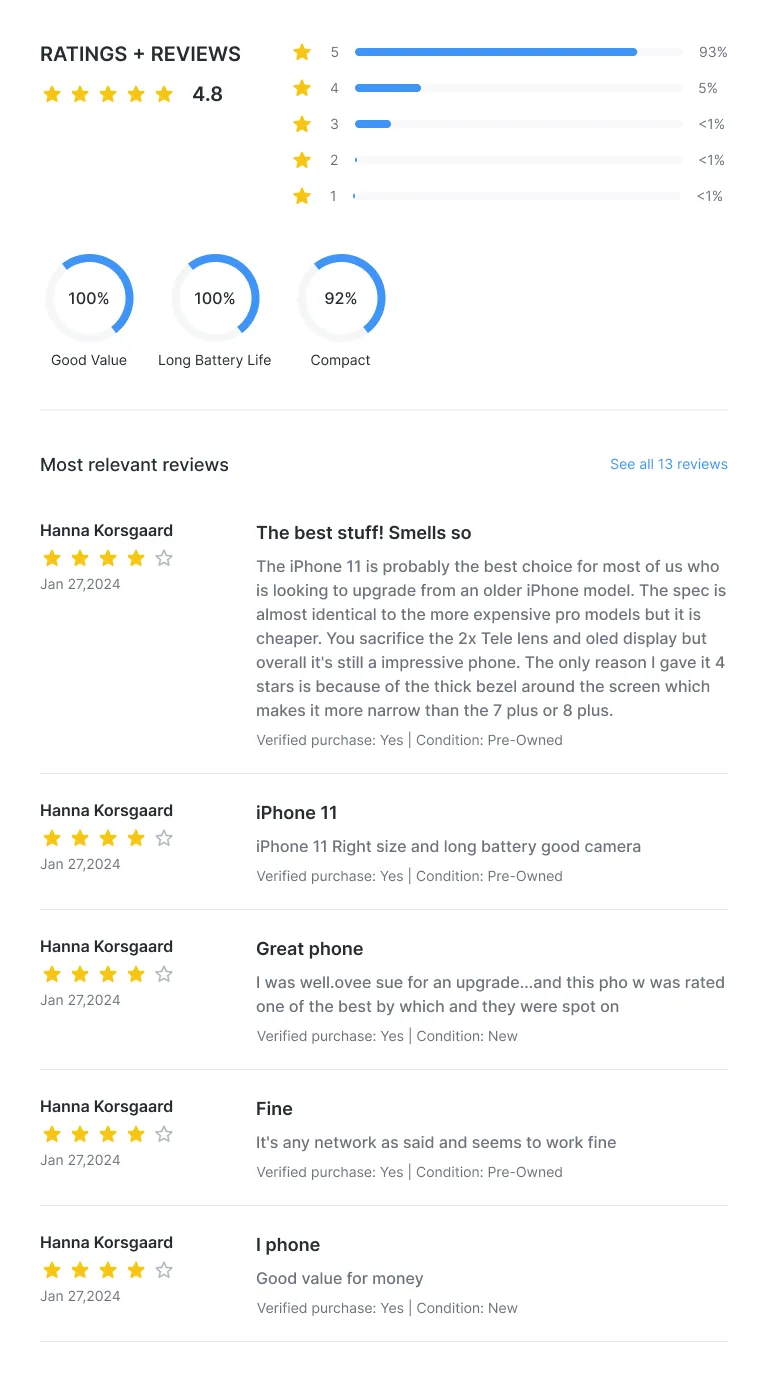 RATINGS + REVIEWS
4.8
5 93%
4 5%
3 <1%
2 <1%
1 <1%
100% 100% 92%
Good Value Long Battery Life Compact
Most relevant reviews See all 13 reviews
Hanna Korsgaard
Jan 27,2024
The best stuff! Smells so
The iPhone 11 is probably the best choice for most of us who
is looking to upgrade from an older iPhone model. The spec is
almost identical to the more expensive pro models but it is
cheaper. You sacrifice the 2x Tele lens and oled display but
overall it's still a impressive phone. The only reason I gave it 4
stars is because of the thick bezel around the screen which
makes it more narrow than the 7 plus or 8 plus.
Verified purchase: Yes | Condition: Pre-Owned
Hanna Korsgaard
Jan 27,2024
iPhone 11
iPhone 11 Right size and long battery good camera
Verified purchase: Yes | Condition: Pre-Owned
Hanna Korsgaard
Jan 27,2024
Great phone
I was well.ovee sue for an upgrade...and this pho w was rated
one of the best by which and they were spot on
Verified purchase: Yes | Condition: New
Hanna Korsgaard
Jan 27,2024
Fine
It's any network as said and seems to work fine
Verified purchase: Yes | Condition: Pre-Owned
Hanna Korsgaard
Jan 27,2024
I phone
Good value for money
Verified purchase: Yes | Condition: New